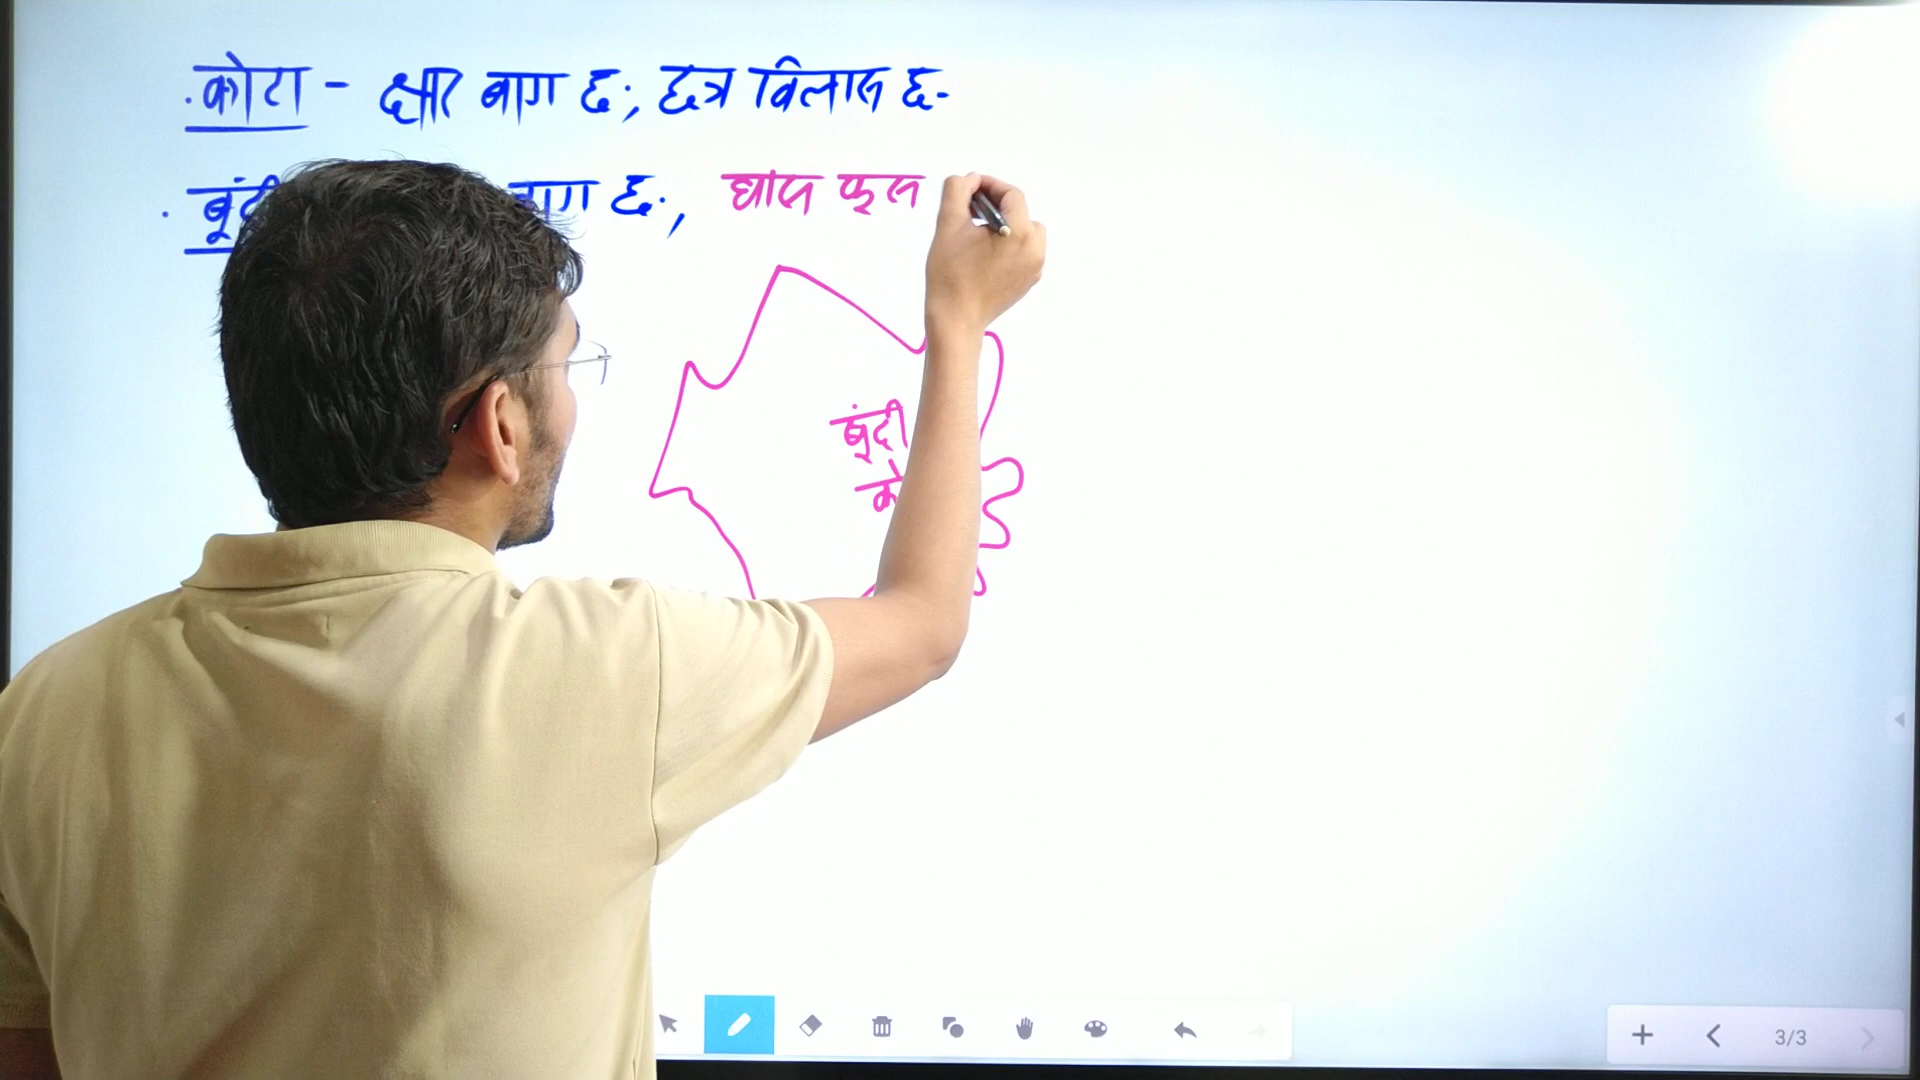 . कोटा - क्षार बाग छ., छत्र विलास छ.
. बूंदी बाग छ., घास फूस
बूंदी
को
3/3